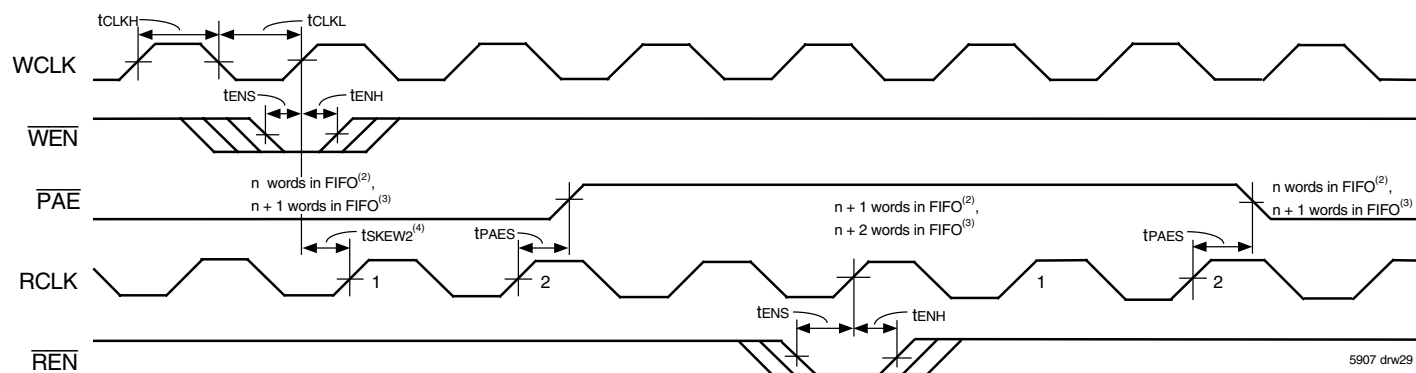 tCLKH
tCLKL
WCLK
tENS
tENH
WEN
n words in FIFO(2),
n + 1 words in FIFO(3)
PAE
n + 1 words in FIFO(2),
n + 2 words in FIFO(3)
n words in FIFO(2),
n + 1 words in FIFO(3)
tSKEW2(4)
tPAES
tPAES
RCLK
1
2
1
2
tENS
tENH
REN
5907 drw29